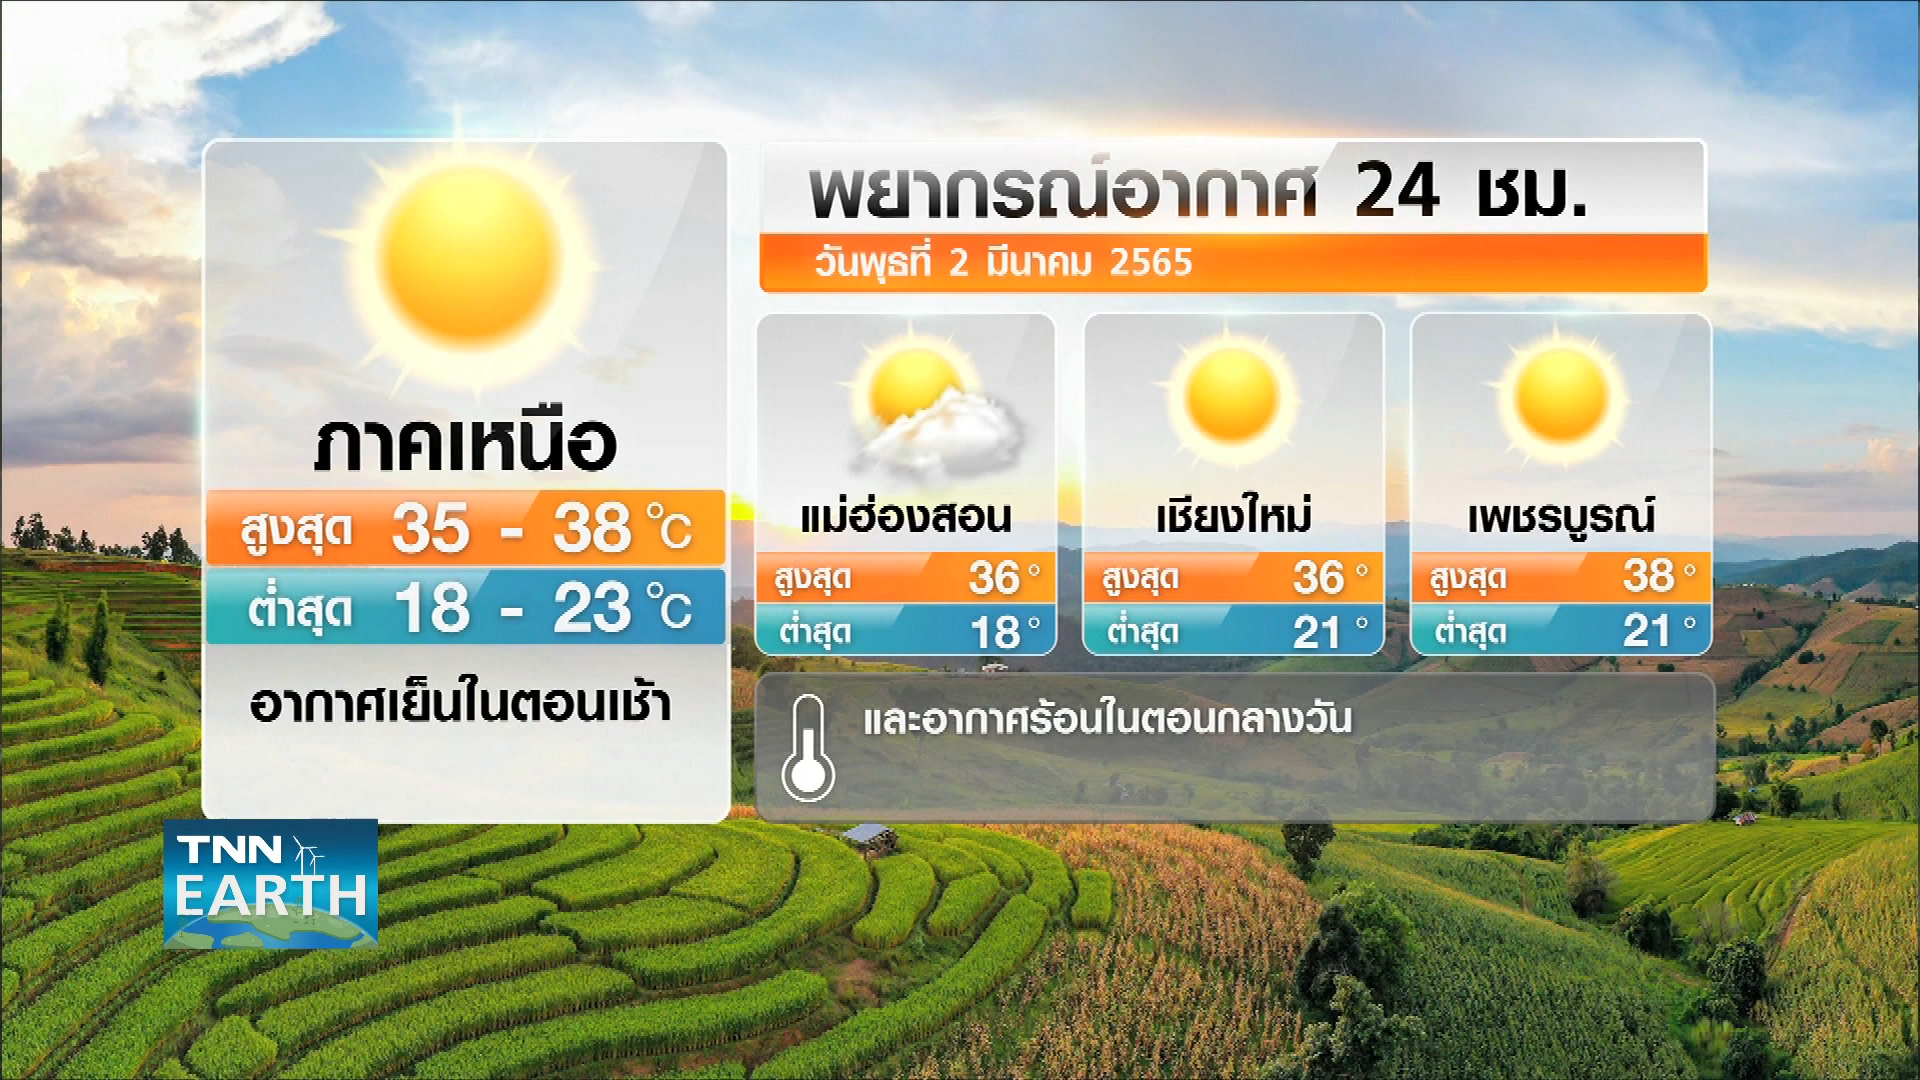 พยากรณ์อากาศ 24 ชม.
วันพุธที่ 2 มีนาคม 2565
ภาคเหนือ
สูงสุด 35 - 38 °C
ต่ำสุด 18 - 23 °C
อากาศเย็นในตอนเช้า
แม่ฮ่องสอน
สูงสุด 36 °
ต่ำสุด 18 °
เชียงใหม่
สูงสุด 36 °
ต่ำสุด 21 °
เพชรบูรณ์
สูงสุด 38 °
ต่ำสุด 21 °
และอากาศร้อนในตอนกลางวัน
TNN
EARTH